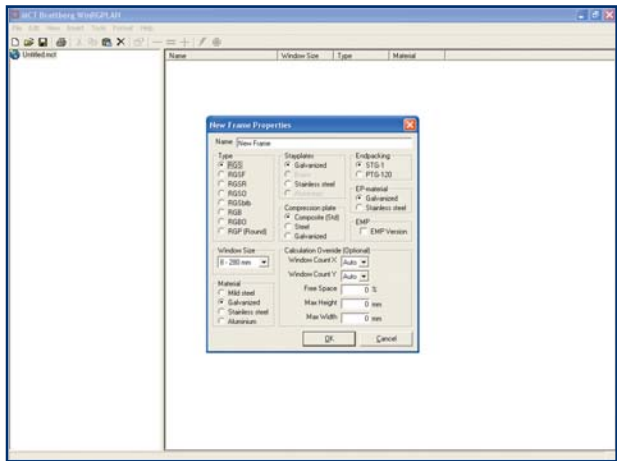 MCT Brattberg WinRGPLAN
File Edit View Insert Tools Format Help
Untitled.mct
Name Window Size Type Material
New Frame Properties
Name New Frame
Type
RGS
RGSF
RGSR
RGSO
RGSbtb
RGB
RGBO
RGP (Round)
Window Size
8 - 280 mm
Material
Mild steel
Galvanized
Stainless steel
Aluminium
Stayplates
Galvanized
Stainless steel
Compression plate
Composite (Std)
Steel
Galvanized
Endpacking
STG-1
PTG-120
EP-material
Galvanized
Stainless steel
EMP
EMP Version
Calculation Override (Optional)
Window Count X Auto
Window Count Y Auto
Free Space 0 %
Max Height 0 mm
Max Width 0 mm
OK Cancel